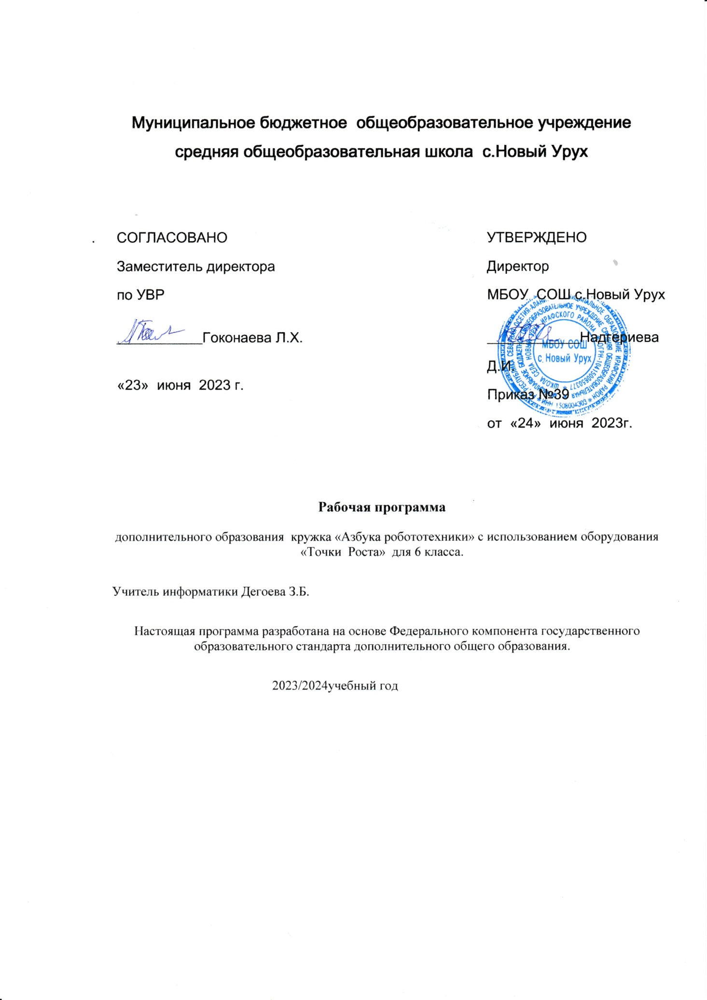 Муниципальное бюджетное общеобразовательное учреждение
средняя общеобразовательная школа с.Новый Урух
. СОГЛАСОВАНО
Заместитель директора
по УВР
___________Гоконаева Л.Х.
«23» июня 2023 г.
УТВЕРЖДЕНО
Директор
МБОУ СОШ с.Новый Урух
____________Надгериева
Д.И.
Приказ №39
от «24» июня 2023г.
МБОУ СОШ
с. Новый Урух
Рабочая программа
дополнительного образования кружка «Азбука робототехники» с использованием оборудования
«Точки Роста» для 6 класса.
Учитель информатики Дегоева З.Б.
Настоящая программа разработана на основе Федерального компонента государственного
образовательного стандарта дополнительного общего образования.
2023/2024учебный год